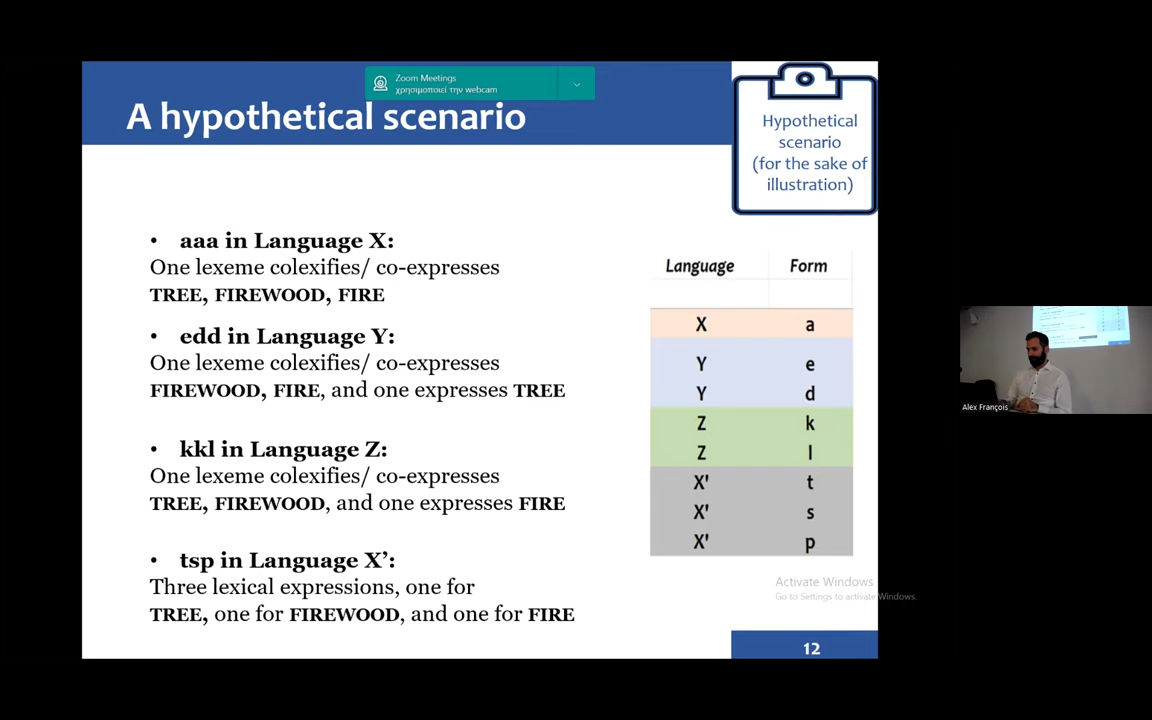 Zoom Meetings
χρησιμοποιεί την webcam
A hypothetical scenario
Hypothetical
scenario
(for the sake of
illustration)
• aaa in Language X:
One lexeme colexifies/ co-expresses
TREE, FIREWOOD, FIRE
• edd in Language Y:
One lexeme colexifies/ co-expresses
FIREWOOD, FIRE, and one expresses TREE
• kkl in Language Z:
One lexeme colexifies/ co-expresses
TREE, FIREWOOD, and one expresses FIRE
• tsp in Language X’:
Three lexical expressions, one for
TREE, one for FIREWOOD, and one for FIRE
Language Form
X a
Y e
Y d
Z k
Z l
X' t
X' s
X' p
Activate Windows
Go to Settings to activate Windows.
12
Alex François